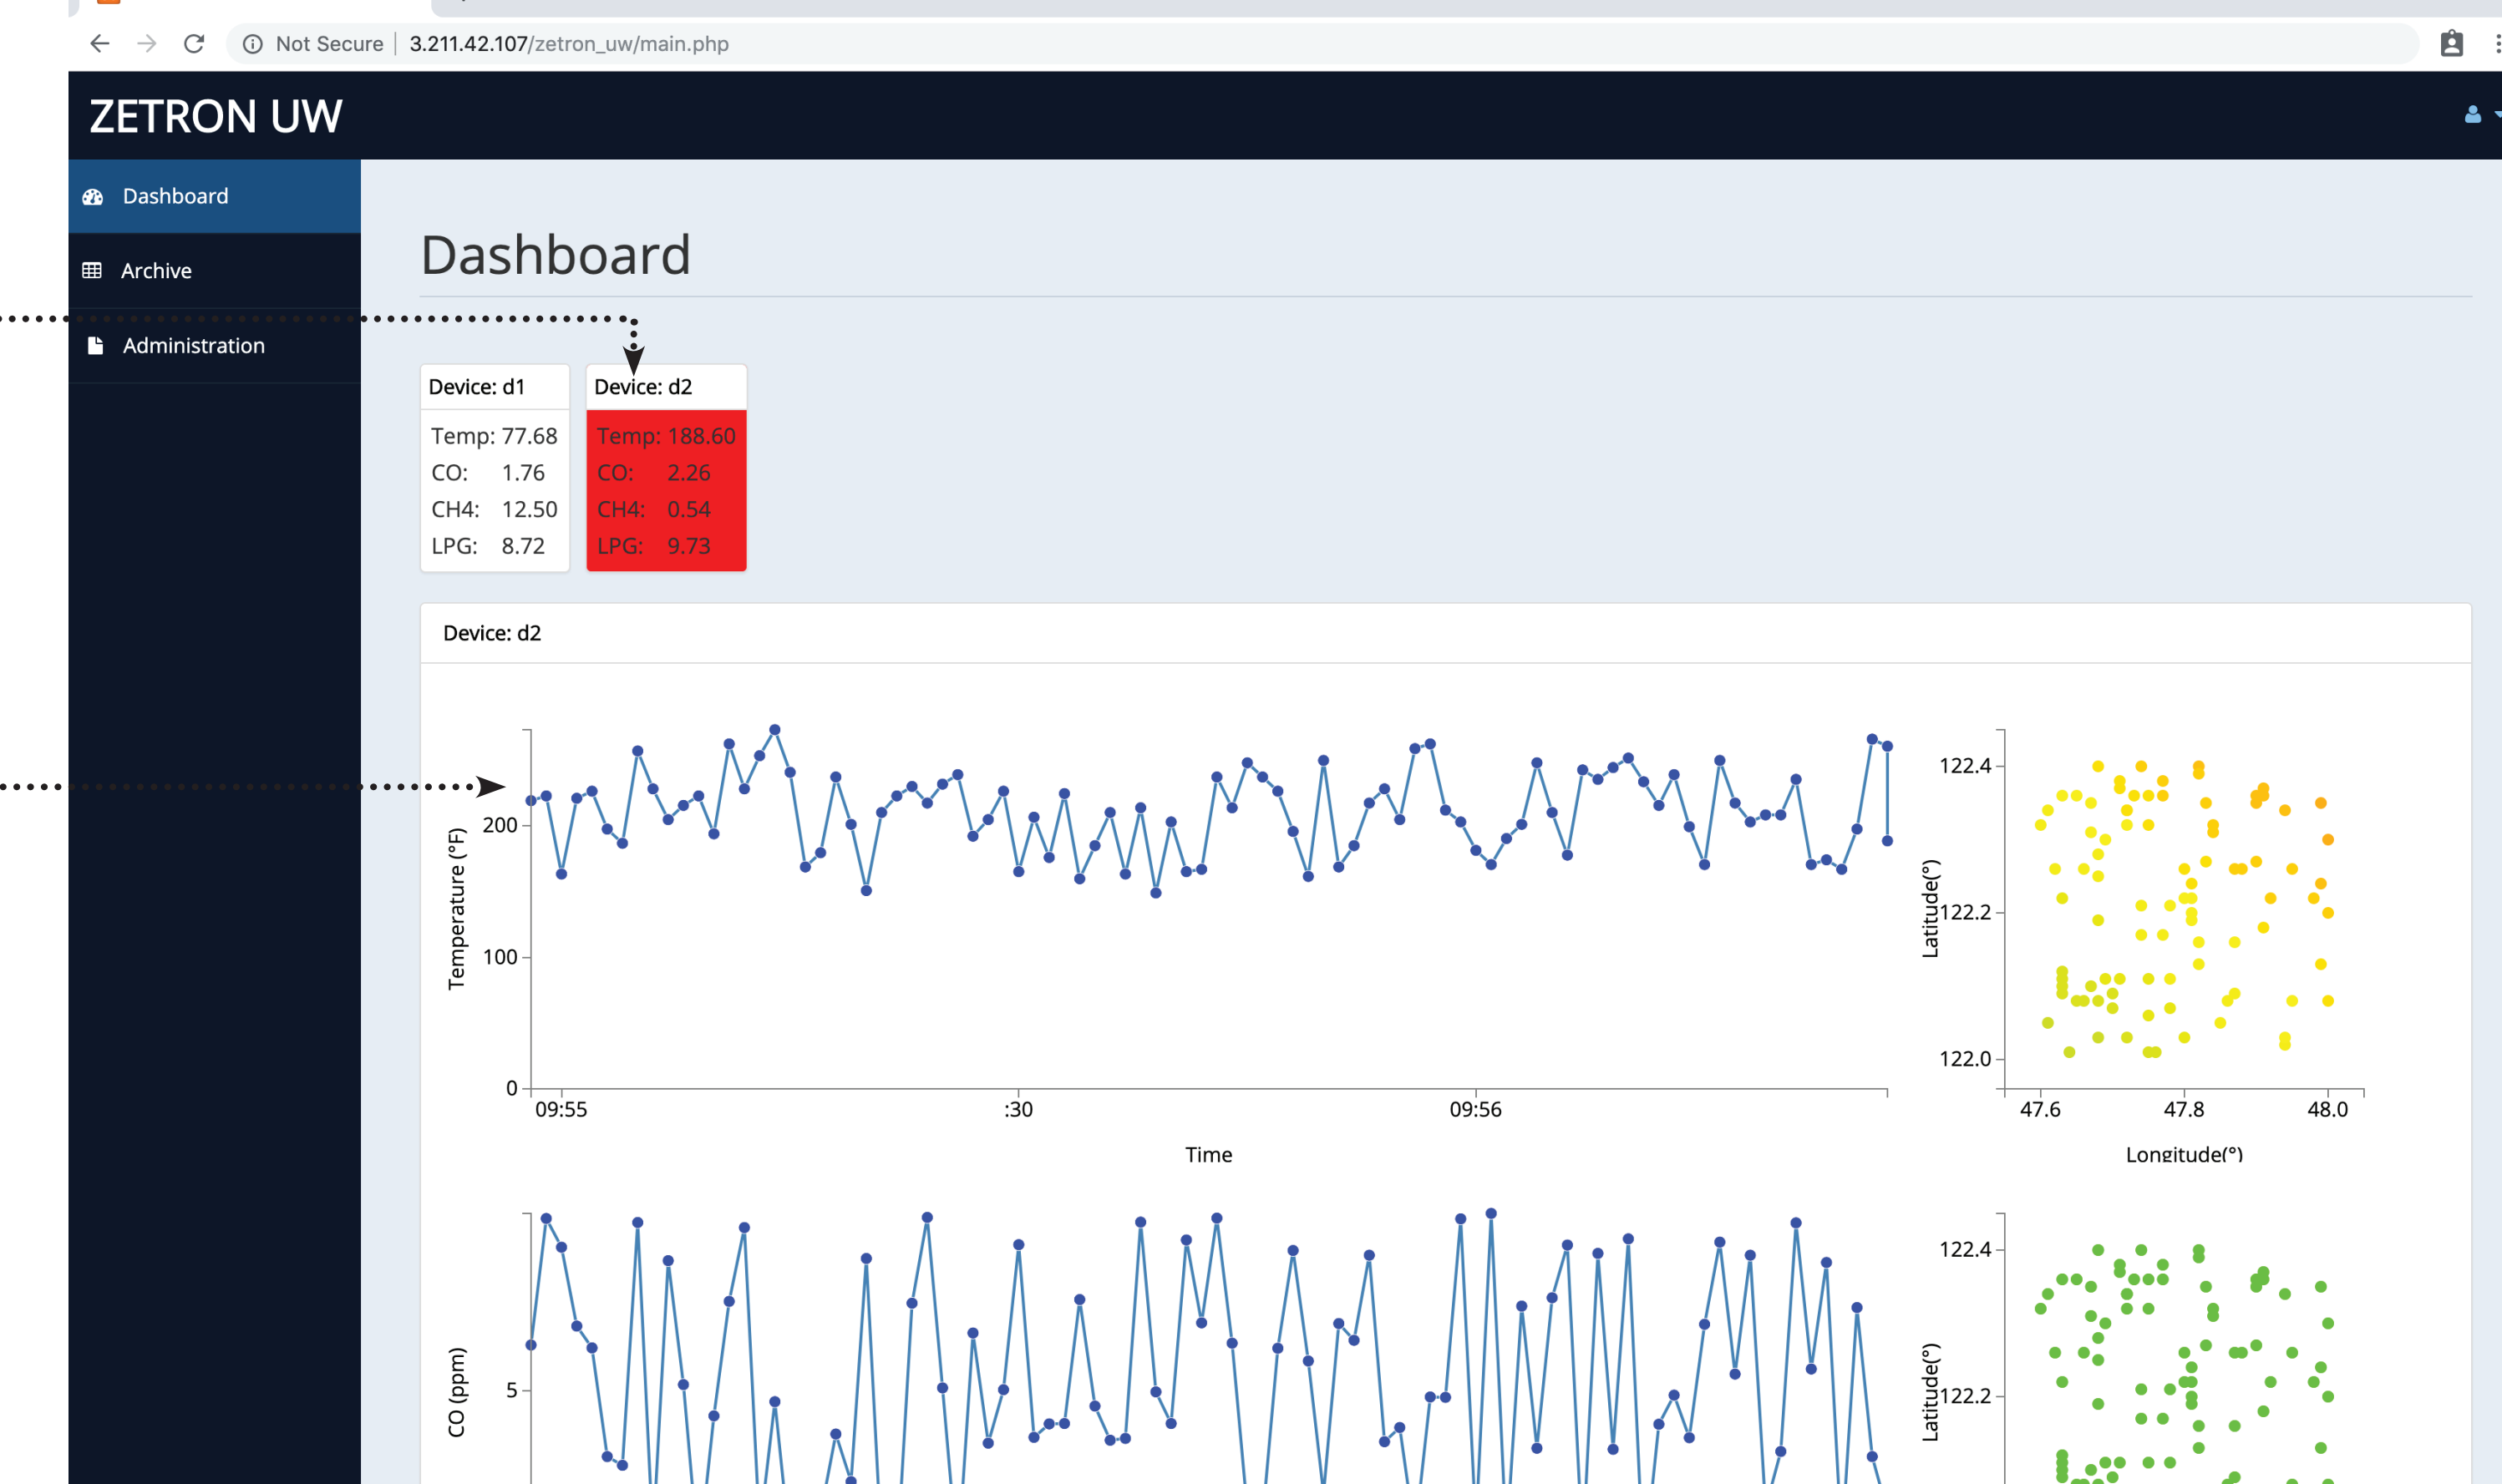 Not Secure | 3.211.42.107/zetron_uw/main.php
ZETRON UW
Dashboard
Archive
Administration
Dashboard
Device: d1
Temp: 77.68
CO: 1.76
CH4: 12.50
LPG: 8.72
Device: d2
Temp: 188.60
CO: 2.26
CH4: 0.54
LPG: 9.73
Device: d2
Temperature (°F)
200
100
0
09:55 :30 09:56
Time
Latitude(°)
122.4
122.2
122.0
47.6 47.8 48.0
Longitude(°)
CO (ppm)
5
Latitude(°)
122.4
122.2